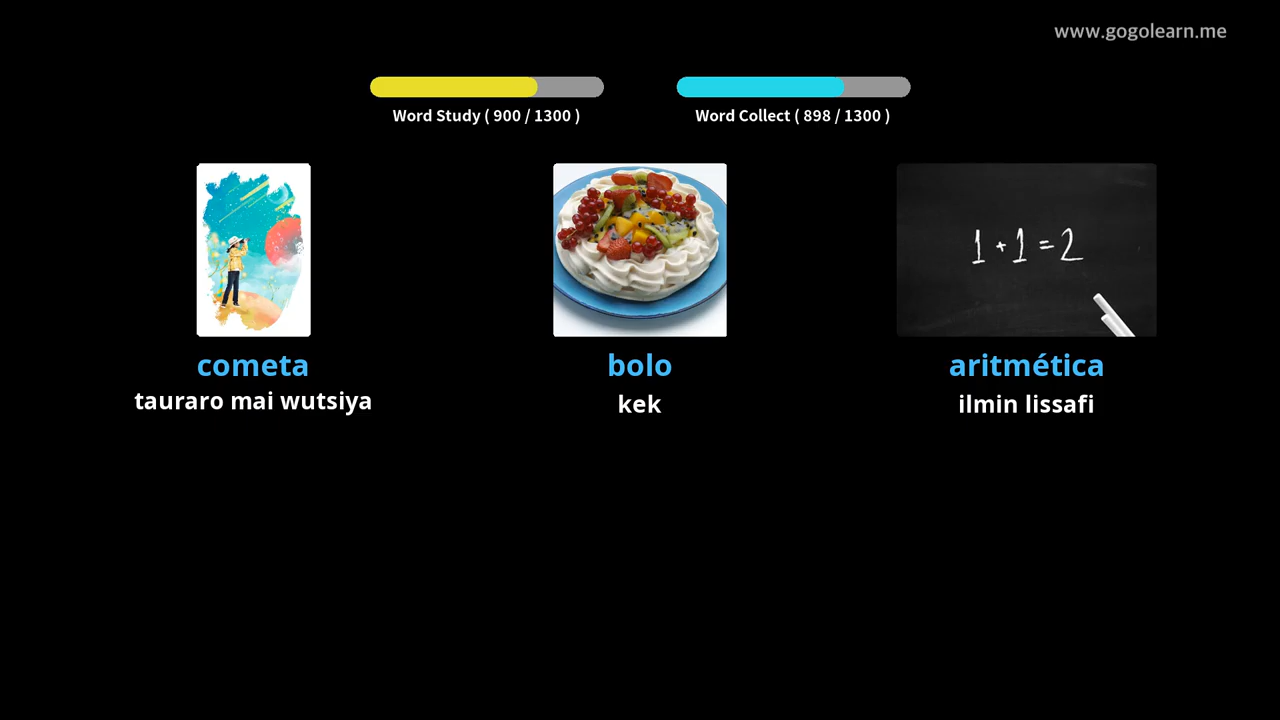 www.gogolearn.me
Word Study ( 900 / 1300 )
Word Collect ( 898 / 1300 )
1 + 1 = 2
cometa
bolo
aritmética
tauraro mai wutsiya
kek
ilmin lissafi